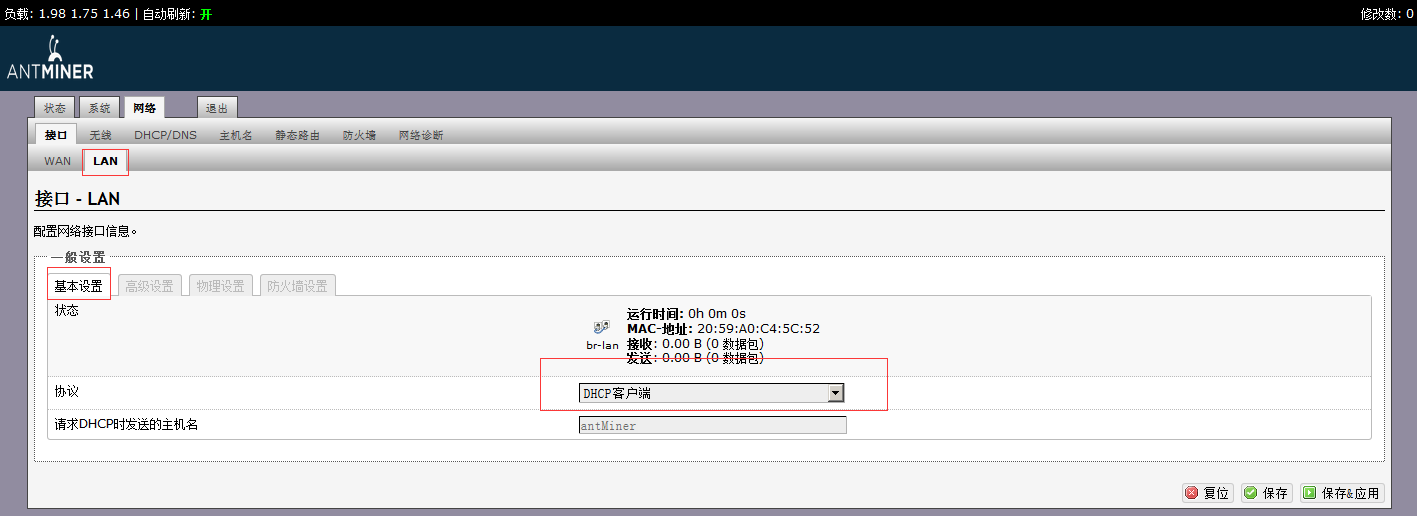 负载: 1.98 1.75 1.46 | 自动刷新: 开 修改数: 0
ANTMINER
状态 系统 网络 退出
接口 无线 DHCP/DNS 主机名 静态路由 防火墙 网络诊断
WAN LAN
接口 - LAN
配置网络接口信息。
一般设置
基本设置 高级设置 物理设置 防火墙设置
状态
br-lan
运行时间: 0h 0m 0s
MAC-地址: 20:59:A0:C4:5C:52
接收: 0.00 B (0 数据包)
发送: 0.00 B (0 数据包)
协议 DHCP客户端
请求DHCP时发送的主机名 antMiner
复位 保存 保存&应用